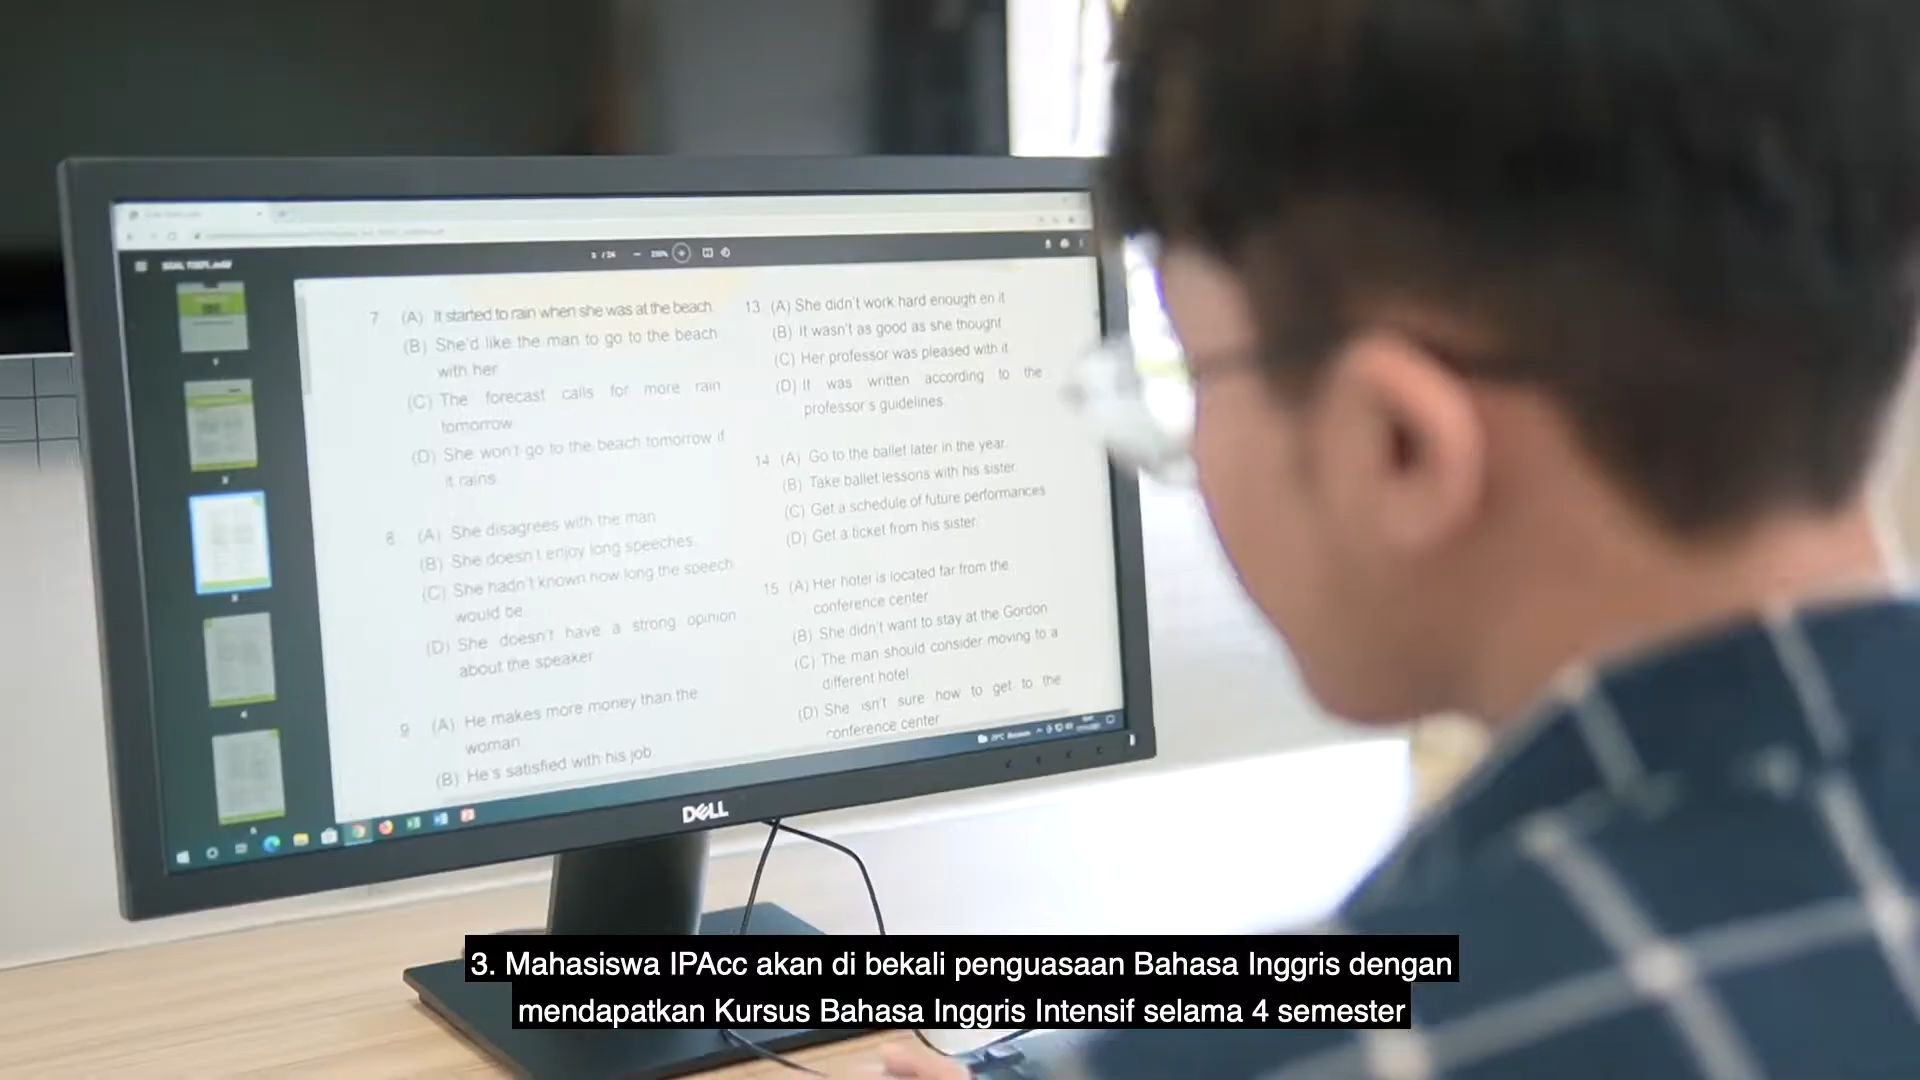 SOAL TOEFL.pdf
7 (A) It started to rain when she was at the beach.
(B) She'd like the man to go to the beach
with her
(C) The forecast calls for more rain
tomorrow
(D) She won't go to the beach tomorrow if
it rains.
8 (A) She disagrees with the man
(B) She doesn't enjoy long speeches.
(C) She hadn't known how long the speech
would be
(D) She doesn't have a strong opinion
about the speaker
9 (A) He makes more money than the
woman
(B) He's satisfied with his job.
13 (A) She didn't work hard enough en it
(B) It wasn't as good as she thought
(C) Her professor was pleased with it
(D) It was written according to the
professor's guidelines.
14 (A) Go to the ballet later in the year.
(B) Take ballet lessons with his sister
(C) Get a schedule of future performances
(D) Get a ticket from his sister.
15 (A) Her hotel is located far from the
conference center
(B) She didn't want to stay at the Gordon
(C) The man should consider moving to a
different hotel
(D) She isn't sure how to get to the
conference center
DELL
3. Mahasiswa IPAcc akan di bekali penguasaan Bahasa Inggris dengan
mendapatkan Kursus Bahasa Inggris Intensif selama 4 semester